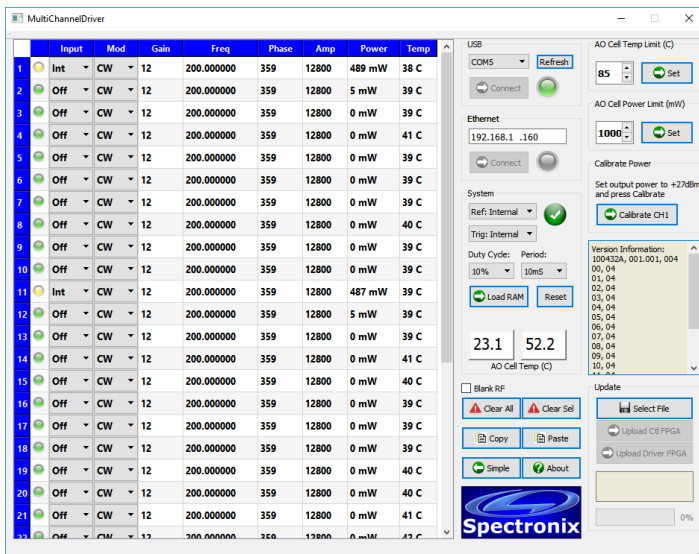 MultiChannelDriver
Input Mod Gain Freq Phase Amp Power Temp
1 Int CW 12 200.000000 359 12800 489 mW 38 C
2 Off CW 12 200.000000 359 12800 5 mW 39 C
3 Off CW 12 200.000000 359 12800 0 mW 39 C
4 Off CW 12 200.000000 359 12800 0 mW 41 C
5 Off CW 12 200.000000 359 12800 0 mW 39 C
6 Off CW 12 200.000000 359 12800 0 mW 39 C
7 Off CW 12 200.000000 359 12800 0 mW 39 C
8 Off CW 12 200.000000 359 12800 0 mW 40 C
9 Off CW 12 200.000000 359 12800 0 mW 39 C
10 Off CW 12 200.000000 359 12800 0 mW 39 C
11 Int CW 12 200.000000 359 12800 487 mW 39 C
12 Off CW 12 200.000000 359 12800 5 mW 39 C
13 Off CW 12 200.000000 359 12800 0 mW 39 C
14 Off CW 12 200.000000 359 12800 0 mW 41 C
15 Off CW 12 200.000000 359 12800 0 mW 40 C
16 Off CW 12 200.000000 359 12800 0 mW 39 C
17 Off CW 12 200.000000 359 12800 0 mW 39 C
18 Off CW 12 200.000000 359 12800 0 mW 39 C
19 Off CW 12 200.000000 359 12800 0 mW 40 C
20 Off CW 12 200.000000 359 12800 0 mW 40 C
21 Off CW 12 200.000000 359 12800 0 mW 41 C
22 Off CW 12 200.000000 359 12800 0 mW 42 C
USB
COM5 Refresh
Connect
Ethernet
192.168.1 .160
Connect
System
Ref: Internal
Trig: Internal
Duty Cycle: Period:
10% 10mS
Load RAM Reset
23.1 52.2
AO Cell Temp (C)
Blank RF
Clear All Clear Sel
Copy Paste
Simple About
Spectronix
AO Cell Temp Limit (C)
85 Set
AO Cell Power Limit (mW)
1000 Set
Calibrate Power
Set output power to +27dBm
and press Calibrate
Calibrate CH1
Version Information:
100432A, 001.001, 004
00, 04
01, 04
02, 04
03, 04
04, 04
05, 04
06, 04
07, 04
08, 04
09, 04
10, 04
11, 04
Update
Select File
Upload Ctl FPGA
Upload Driver FPGA
0%